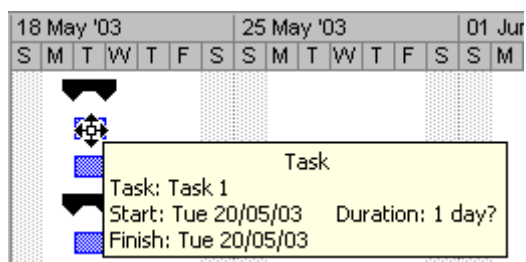 18 May '03 25 May '03 01 Jun
S M T W T F S S M T W T F S S M
Task
Task: Task 1
Start: Tue 20/05/03 Duration: 1 day?
Finish: Tue 20/05/03